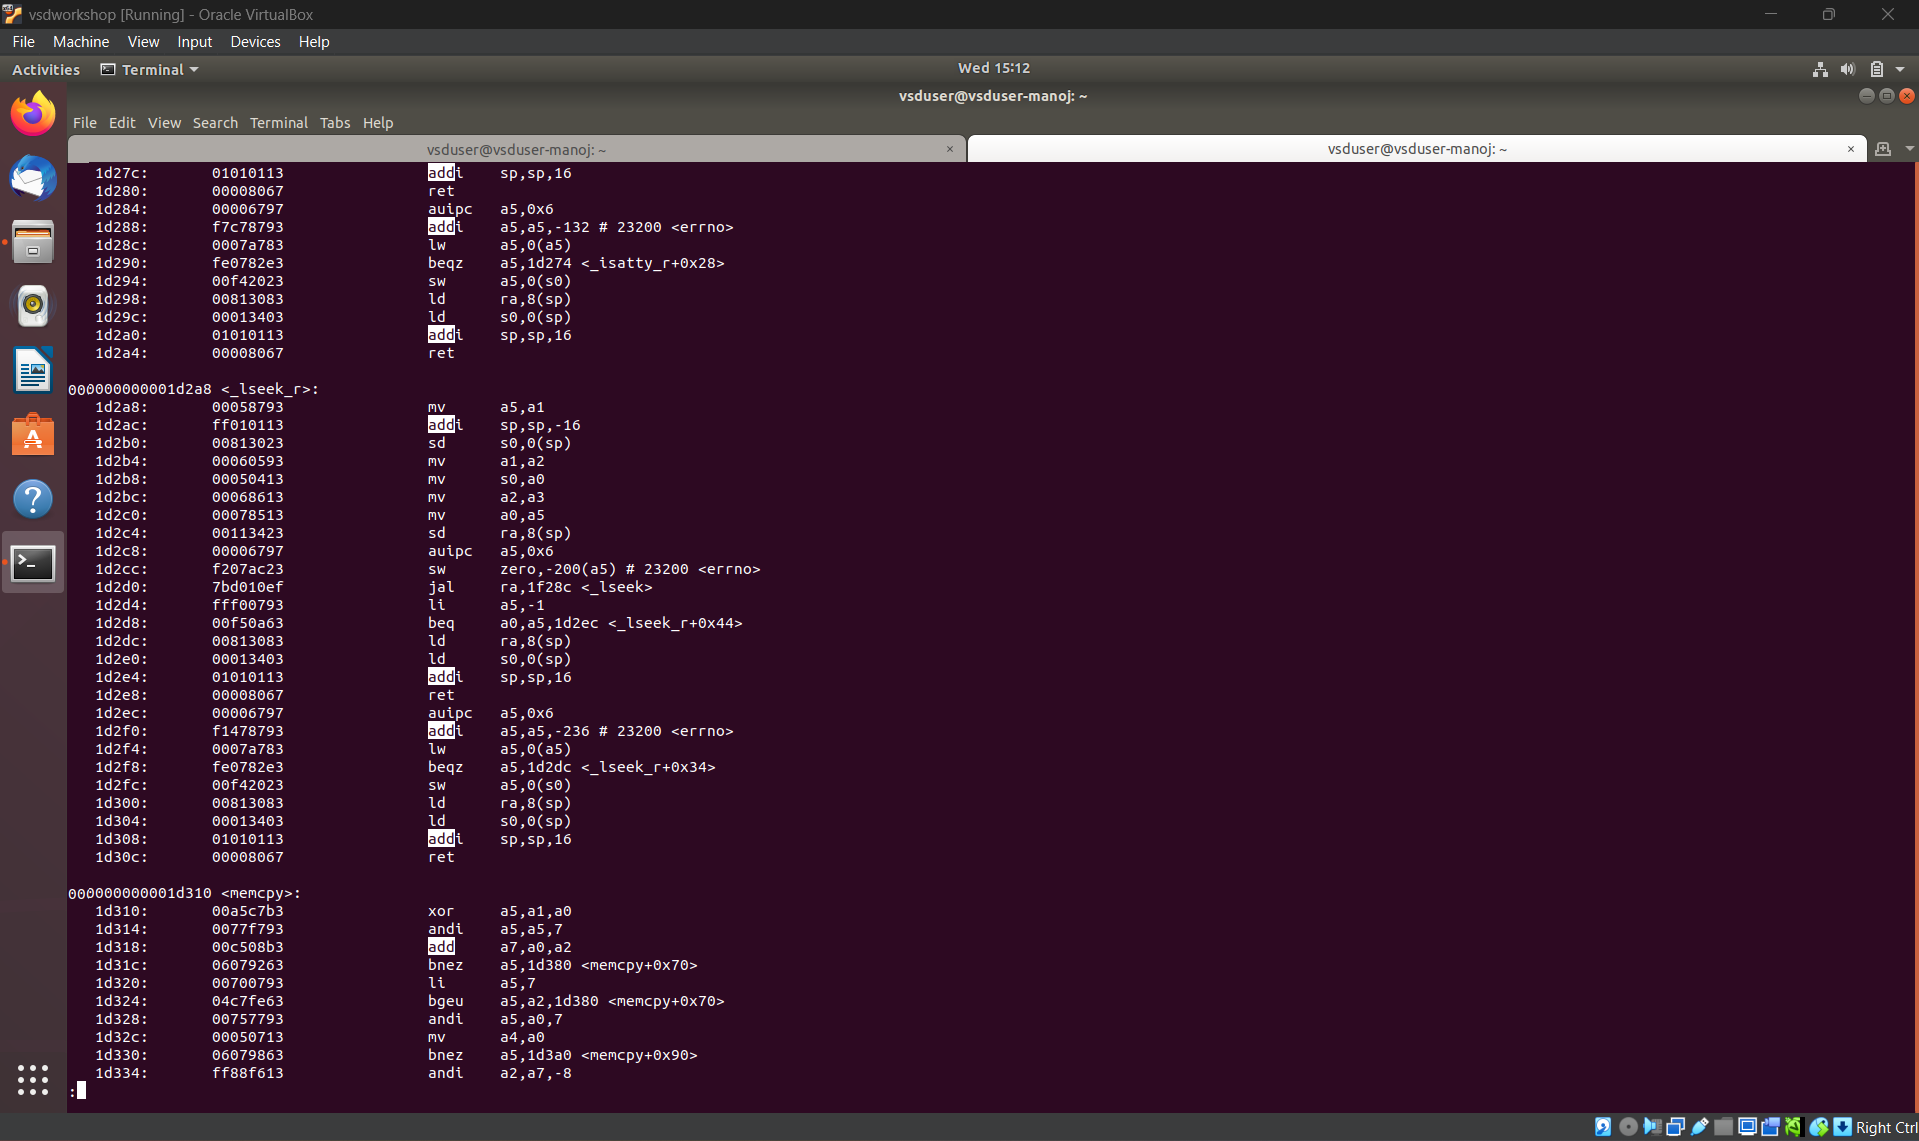 vsdworkshop [Running] - Oracle VirtualBox
File Machine View Input Devices Help
Activities Terminal Wed 15:12
vsduser@vsduser-manoj: ~
File Edit View Search Terminal Tabs Help
vsduser@vsduser-manoj: ~ × vsduser@vsduser-manoj: ~ ×
1d27c: 01010113 addi sp,sp,16
1d280: 00008067 ret
1d284: 00006797 auipc a5,0x6
1d288: f7c78793 addi a5,a5,-132 # 23200 <errno>
1d28c: 0007a783 lw a5,0(a5)
1d290: fe0782e3 beqz a5,1d274 <_isatty_r+0x28>
1d294: 00f42023 sw a5,0(s0)
1d298: 00813083 ld ra,8(sp)
1d29c: 00013403 ld s0,0(sp)
1d2a0: 01010113 addi sp,sp,16
1d2a4: 00008067 ret
000000000001d2a8 <_lseek_r>:
1d2a8: 00058793 mv a5,a1
1d2ac: ff010113 addi sp,sp,-16
1d2b0: 00813023 sd s0,0(sp)
1d2b4: 00060593 mv a1,a2
1d2b8: 00050413 mv s0,a0
1d2bc: 00068613 mv a2,a3
1d2c0: 00078513 mv a0,a5
1d2c4: 00113423 sd ra,8(sp)
1d2c8: 00006797 auipc a5,0x6
1d2cc: f207ac23 sw zero,-200(a5) # 23200 <errno>
1d2d0: 7bd010ef jal ra,1f28c <_lseek>
1d2d4: fff00793 li a5,-1
1d2d8: 00f50a63 beq a0,a5,1d2ec <_lseek_r+0x44>
1d2dc: 00813083 ld ra,8(sp)
1d2e0: 00013403 ld s0,0(sp)
1d2e4: 01010113 addi sp,sp,16
1d2e8: 00008067 ret
1d2ec: 00006797 auipc a5,0x6
1d2f0: f1478793 addi a5,a5,-236 # 23200 <errno>
1d2f4: 0007a783 lw a5,0(a5)
1d2f8: fe0782e3 beqz a5,1d2dc <_lseek_r+0x34>
1d2fc: 00f42023 sw a5,0(s0)
1d300: 00813083 ld ra,8(sp)
1d304: 00013403 ld s0,0(sp)
1d308: 01010113 addi sp,sp,16
1d30c: 00008067 ret
000000000001d310 <memcpy>:
1d310: 00a5c7b3 xor a5,a1,a0
1d314: 0077f793 andi a5,a5,7
1d318: 00c508b3 add a7,a0,a2
1d31c: 06079263 bnez a5,1d380 <memcpy+0x70>
1d320: 00700793 li a5,7
1d324: 04c7fe63 bgeu a5,a2,1d380 <memcpy+0x70>
1d328: 00757793 andi a5,a0,7
1d32c: 00050713 mv a4,a0
1d330: 06079863 bnez a5,1d3a0 <memcpy+0x90>
1d334: ff88f613 andi a2,a7,-8
:
Right Ctrl